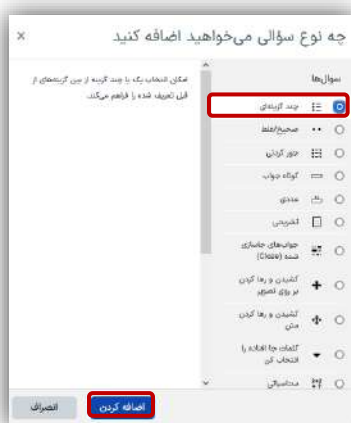 چه نوع سؤالی می‌خواهید اضافه کنید
×
سوال‌ها
چند گزینه‌ای
صحیح/غلط
جور کردنی
کوتاه جواب
عددی
تشریحی
جواب‌های جاسازی
شده (Cloze)
کشیدن و رها کردن
بر روی تصویر
کشیدن و رها کردن
متن
کلمات جا افتاده را
انتخاب کن
محاسباتی
امکان انتخاب یک یا چند گزینه از بین گزینه‌های از
قبل تعریف شده را فراهم می‌کند.
اضافه کردن
انصراف